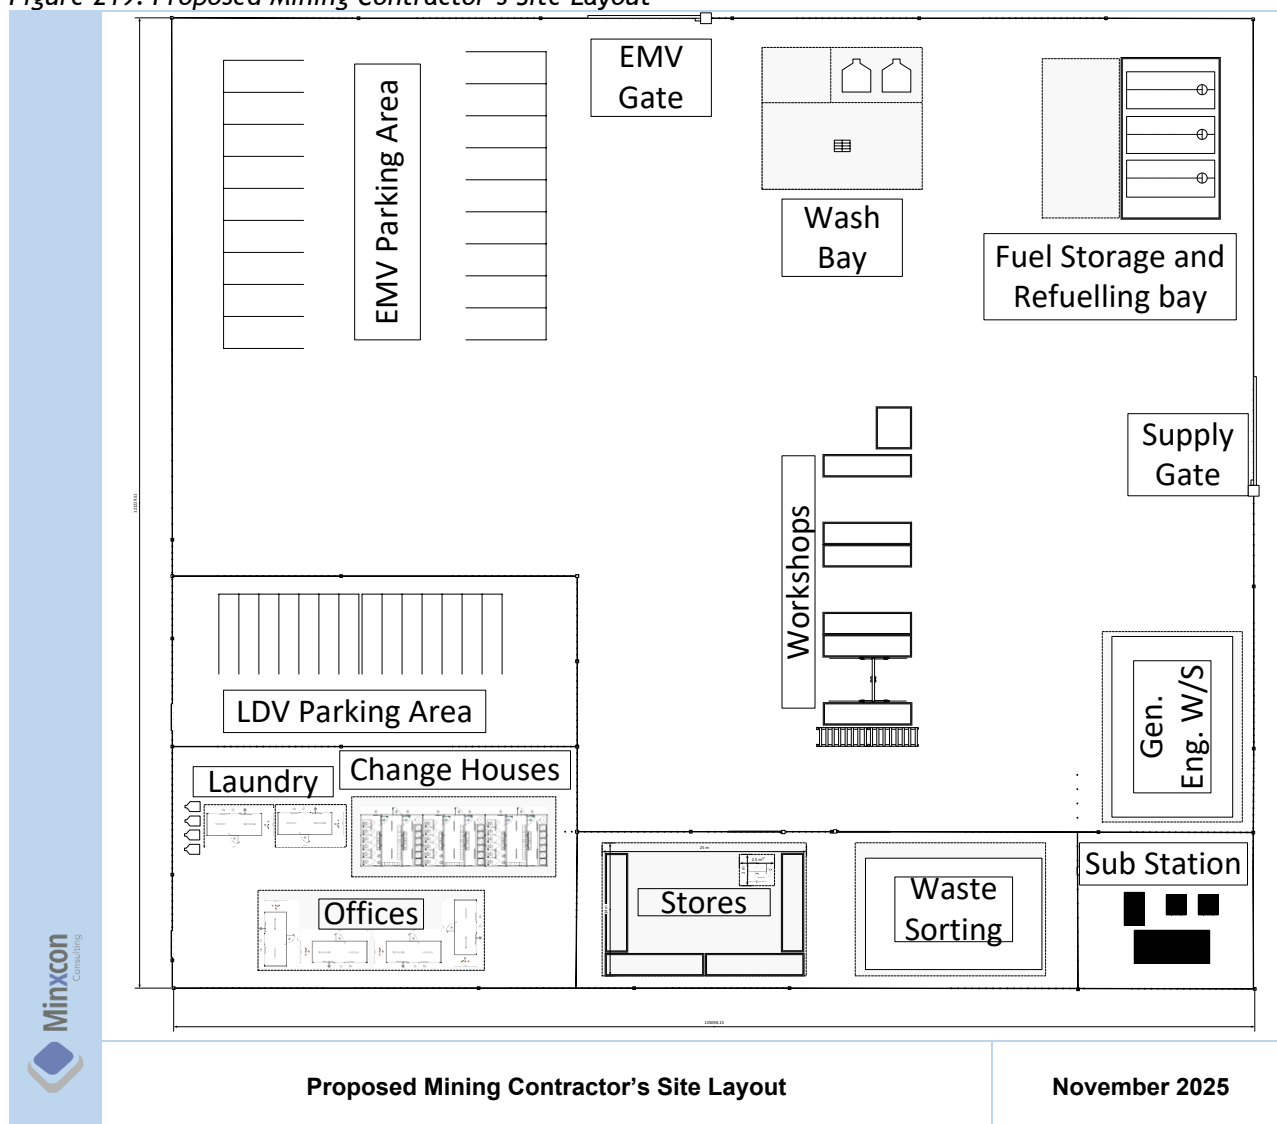 Figure 219: Proposed Mining Contractor's Site Layout
EMV
Gate
EMV Parking Area
Wash
Bay
Fuel Storage and
Refuelling bay
Supply
Gate
Workshops
LDV Parking Area
Gen.
Eng. W/S
Laundry
Change Houses
Offices
25 m
Stores
Waste
Sorting
Sub Station
Minxcon
Consulting
Proposed Mining Contractor’s Site Layout
November 2025